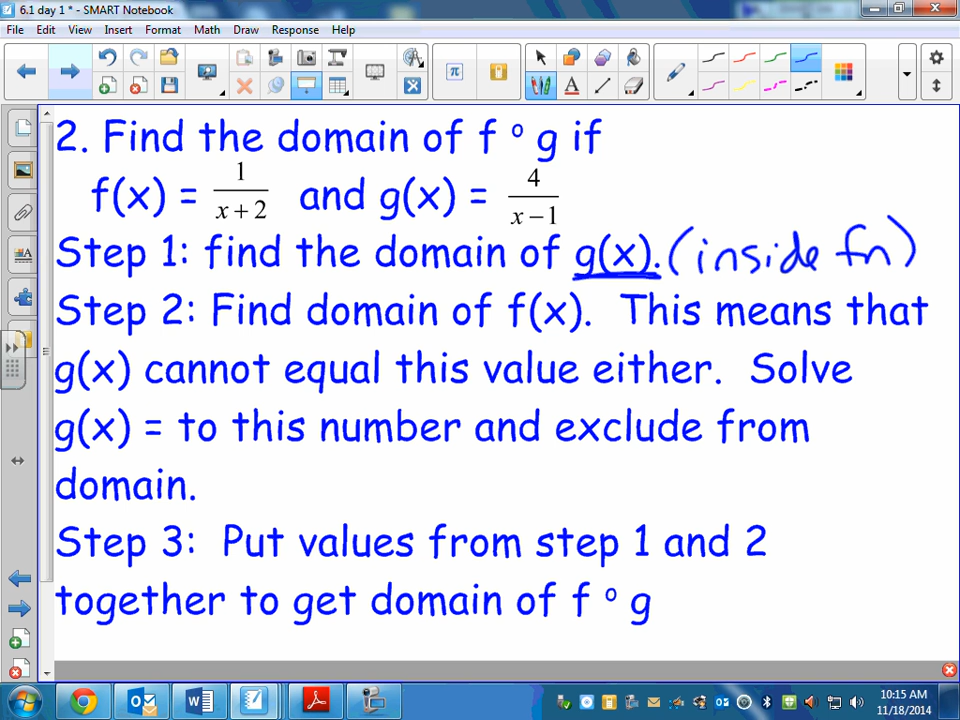 6.1 day 1 * - SMART Notebook
File Edit View Insert Format Math Draw Response Help
2. Find the domain of f o g if
f(x) = 1/(x + 2) and g(x) = 4/(x − 1)
Step 1: find the domain of g(x). (inside fn)
Step 2: Find domain of f(x). This means that
g(x) cannot equal this value either. Solve
g(x) = to this number and exclude from
domain.
Step 3: Put values from step 1 and 2
together to get domain of f o g
10:15 AM
11/18/2014